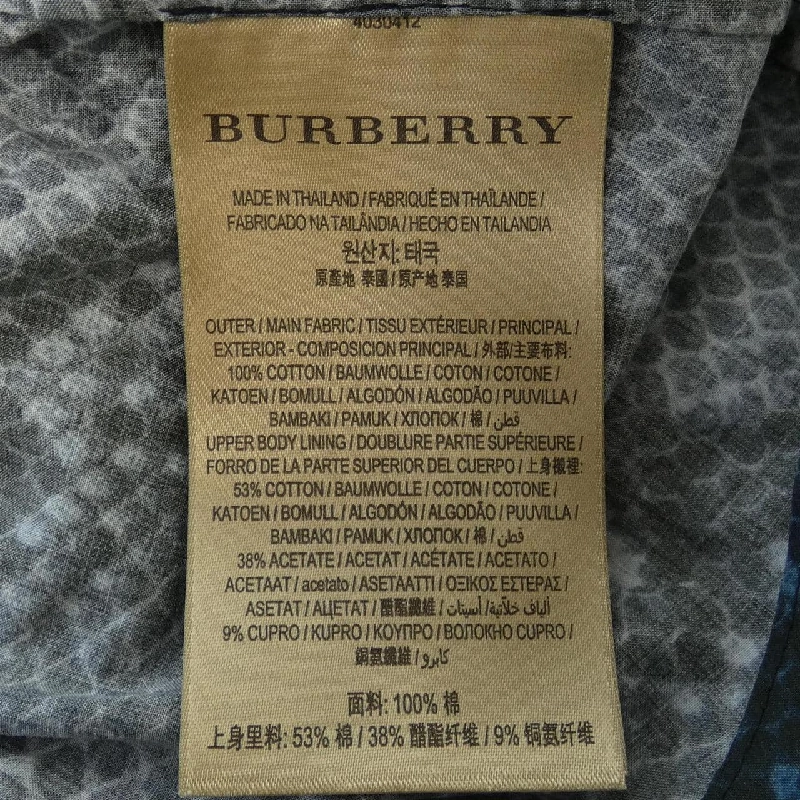 4030412
BURBERRY
MADE IN THAILAND / FABRIQUÉ EN THAÏLANDE /
FABRICADO NA TAILÂNDIA / HECHO EN TAILANDIA
원산지: 태국
原產地 泰國 / 原产地 泰国
OUTER / MAIN FABRIC / TISSU EXTÉRIEUR / PRINCIPAL /
EXTERIOR - COMPOSICION PRINCIPAL / 外部/主要布料:
100% COTTON / BAUMWOLLE / COTON / COTONE /
KATOEN / BOMULL / ALGODÓN / ALGODÃO / PUUVILLA /
BAMBAKI / PAMUK / ХЛОПОК / 棉 / قطن
UPPER BODY LINING / DOUBLURE PARTIE SUPÉRIEURE /
FORRO DE LA PARTE SUPERIOR DEL CUERPO / 上身襯裡:
53% COTTON / BAUMWOLLE / COTON / COTONE /
KATOEN / BOMULL / ALGODÓN / ALGODÃO / PUUVILLA /
BAMBAKI / PAMUK / ХЛОПОК / 棉 / قطن
38% ACETATE / ACETAT / ACÉTATE / ACETATO /
ACETAAT / acetato / ASETAATTI / ΟΞΙΚΟΣ ΕΣΤΕΡΑΣ /
ASETAT / АЦЕТАТ / 醋酯纖維 / ألياف خلاتية/ أسيتات
9% CUPRO / KUPRO / ΚΟΥΠΡΟ / ВОЛОКНО CUPRO /
銅氨纖維 / كابرو
面料: 100% 棉
上身里料: 53% 棉 / 38% 醋酯纤维 / 9% 铜氨纤维